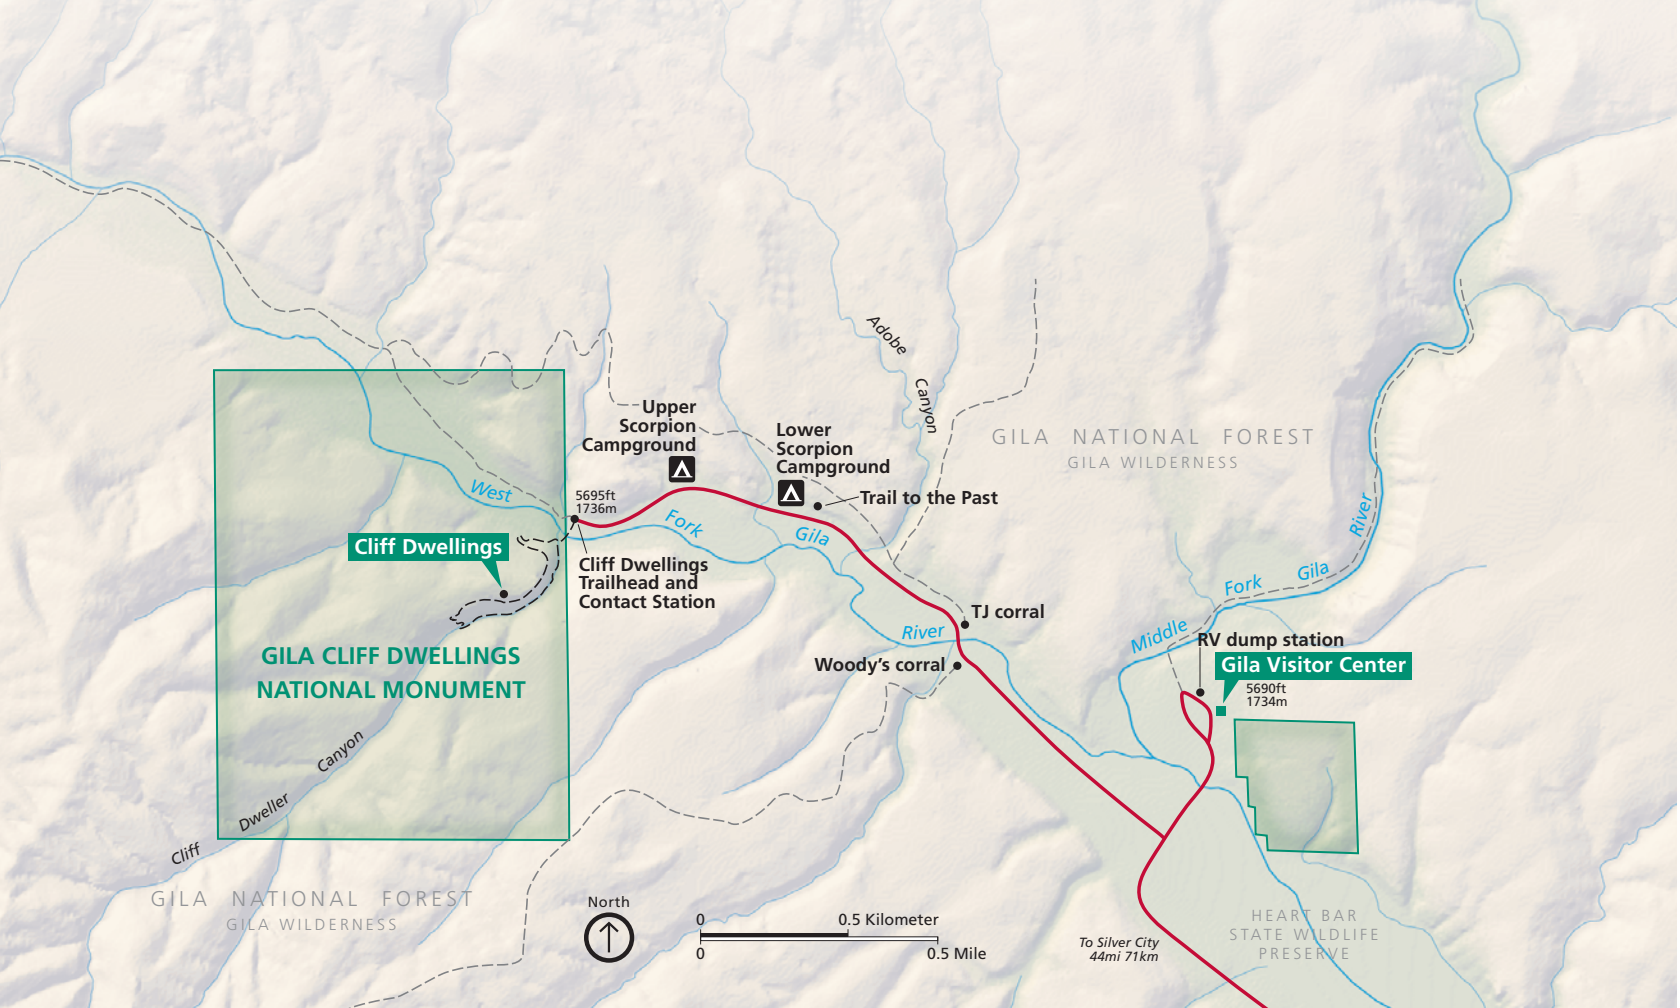 Adobe
Canyon
Upper
Scorpion
Campground
Lower
Scorpion
Campground
GILA NATIONAL FOREST
GILA WILDERNESS
West
5695ft
1736m
Trail to the Past
Fork
Gila
River
Cliff Dwellings
Cliff Dwellings
Trailhead and
Contact Station
Gila
Fork
TJ corral
River
Middle
RV dump station
GILA CLIFF DWELLINGS
NATIONAL MONUMENT
Woody's corral
Gila Visitor Center
5690ft
1734m
Canyon
Dweller
Cliff
GILA NATIONAL FOREST
GILA WILDERNESS
North
0
0.5 Kilometer
0
0.5 Mile
To Silver City
44mi 71km
HEART BAR
STATE WILDLIFE
PRESERVE